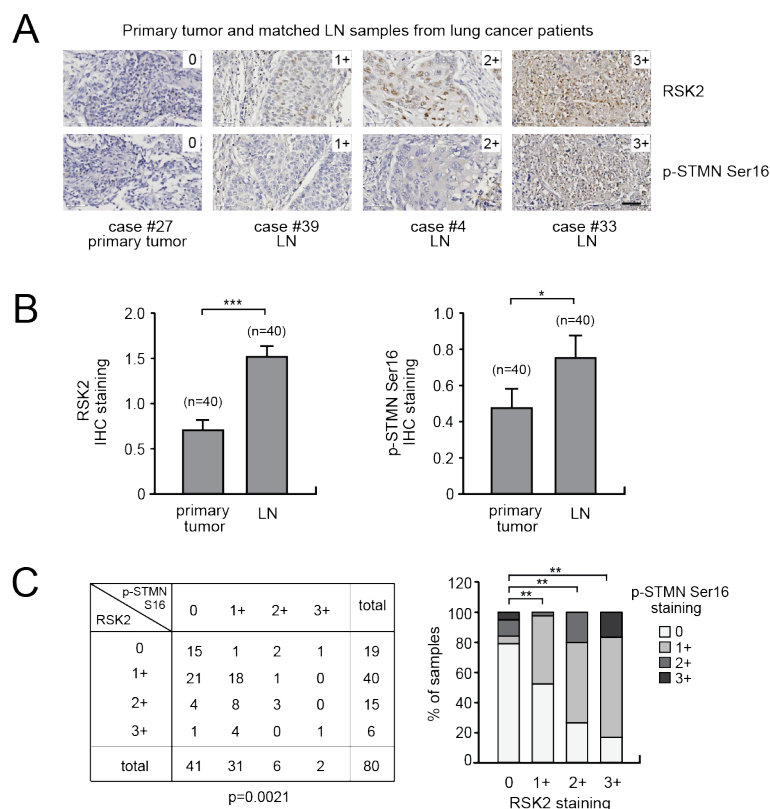 A
Primary tumor and matched LN samples from lung cancer patients
0
1+
2+
3+
RSK2
0
1+
2+
3+
p-STMN Ser16
case #27
primary tumor
case #39
LN
case #4
LN
case #33
LN
B
RSK2
IHC staining
2.0
1.5
1.0
0.5
0
***
(n=40)
(n=40)
primary
tumor
LN
p-STMN Ser16
IHC staining
1.0
0.8
0.6
0.4
0.2
0
*
(n=40)
(n=40)
primary
tumor
LN
C
p-STMN
S16
RSK2
0 1+ 2+ 3+ total
0 15 1 2 1 19
1+ 21 18 1 0 40
2+ 4 8 3 0 15
3+ 1 4 0 1 6
total 41 31 6 2 80
p=0.0021
% of samples
120
100
80
60
40
20
0
**
**
**
0 1+ 2+ 3+
RSK2 staining
p-STMN Ser16
staining
0
1+
2+
3+